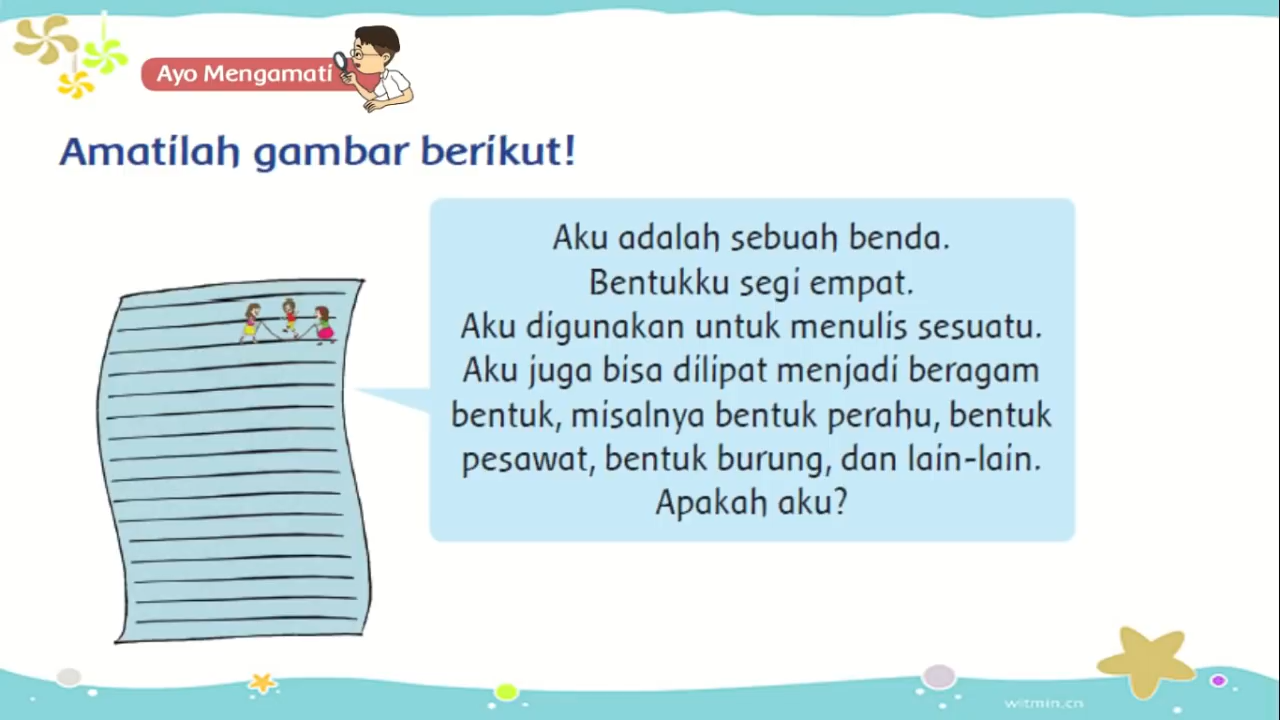 Ayo Mengamati
Amatilah gambar berikut!
Aku adalah sebuah benda.
Bentukku segi empat.
Aku digunakan untuk menulis sesuatu.
Aku juga bisa dilipat menjadi beragam
bentuk, misalnya bentuk perahu, bentuk
pesawat, bentuk burung, dan lain-lain.
Apakah aku?
witmin.cn